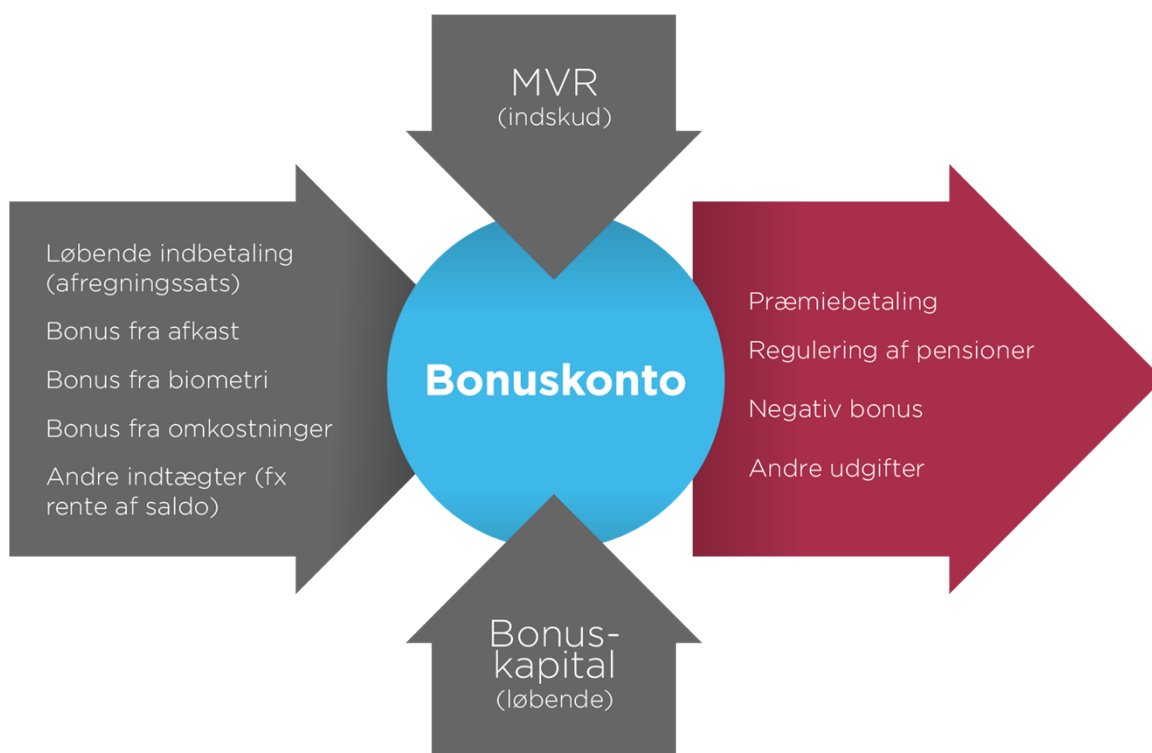 MVR
(indskud)
Løbende indbetaling
(afregningssats)
Bonus fra afkast
Bonus fra biometri
Bonus fra omkostninger
Andre indtægter (fx
rente af saldo)
Bonuskonto
Præmiebetaling
Regulering af pensioner
Negativ bonus
Andre udgifter
Bonus-
kapital
(løbende)